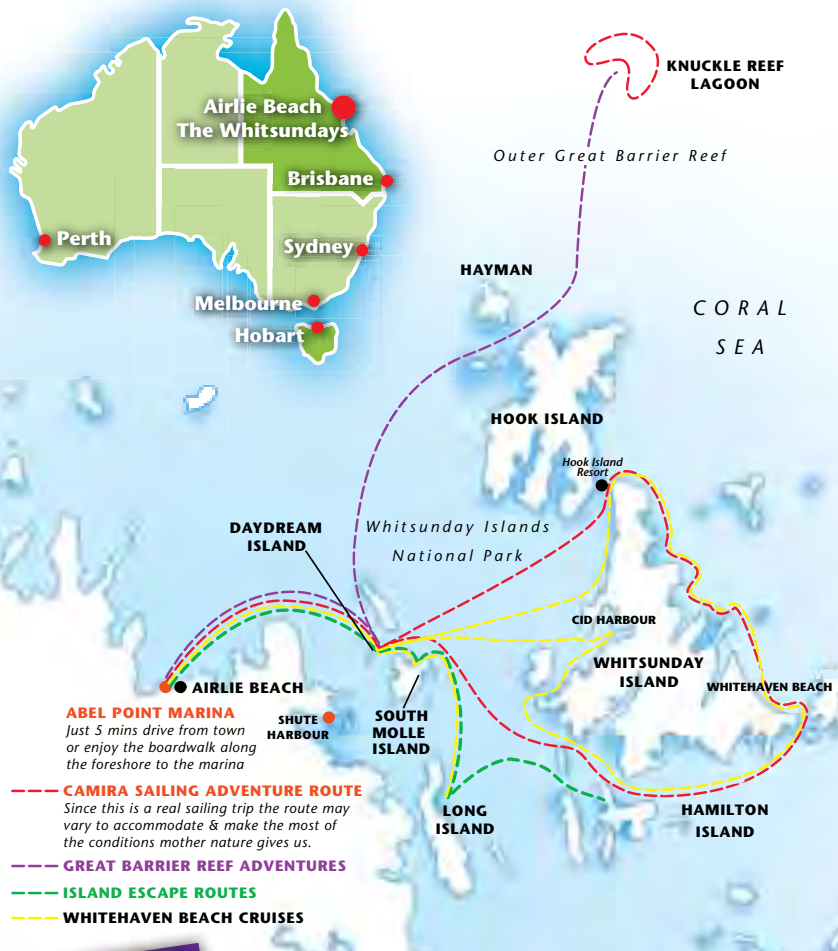 Airlie Beach
The Whitsundays
Brisbane
Perth
Sydney
Melbourne
Hobart
KNUCKLE REEF
LAGOON
Outer Great Barrier Reef
HAYMAN
CORAL
SEA
HOOK ISLAND
Hook Island
Resort
DAYDREAM
ISLAND
Whitsunday Islands
National Park
CID HARBOUR
WHITSUNDAY
ISLAND
WHITEHAVEN BEACH
AIRLIE BEACH
ABEL POINT MARINA
Just 5 mins drive from town
or enjoy the boardwalk along
the foreshore to the marina
SHUTE
HARBOUR
SOUTH
MOLLE
ISLAND
LONG
ISLAND
HAMILTON
ISLAND
CAMIRA SAILING ADVENTURE ROUTE
Since this is a real sailing trip the route may
vary to accommodate & make the most of
the conditions mother nature gives us.
GREAT BARRIER REEF ADVENTURES
ISLAND ESCAPE ROUTES
WHITEHAVEN BEACH CRUISES